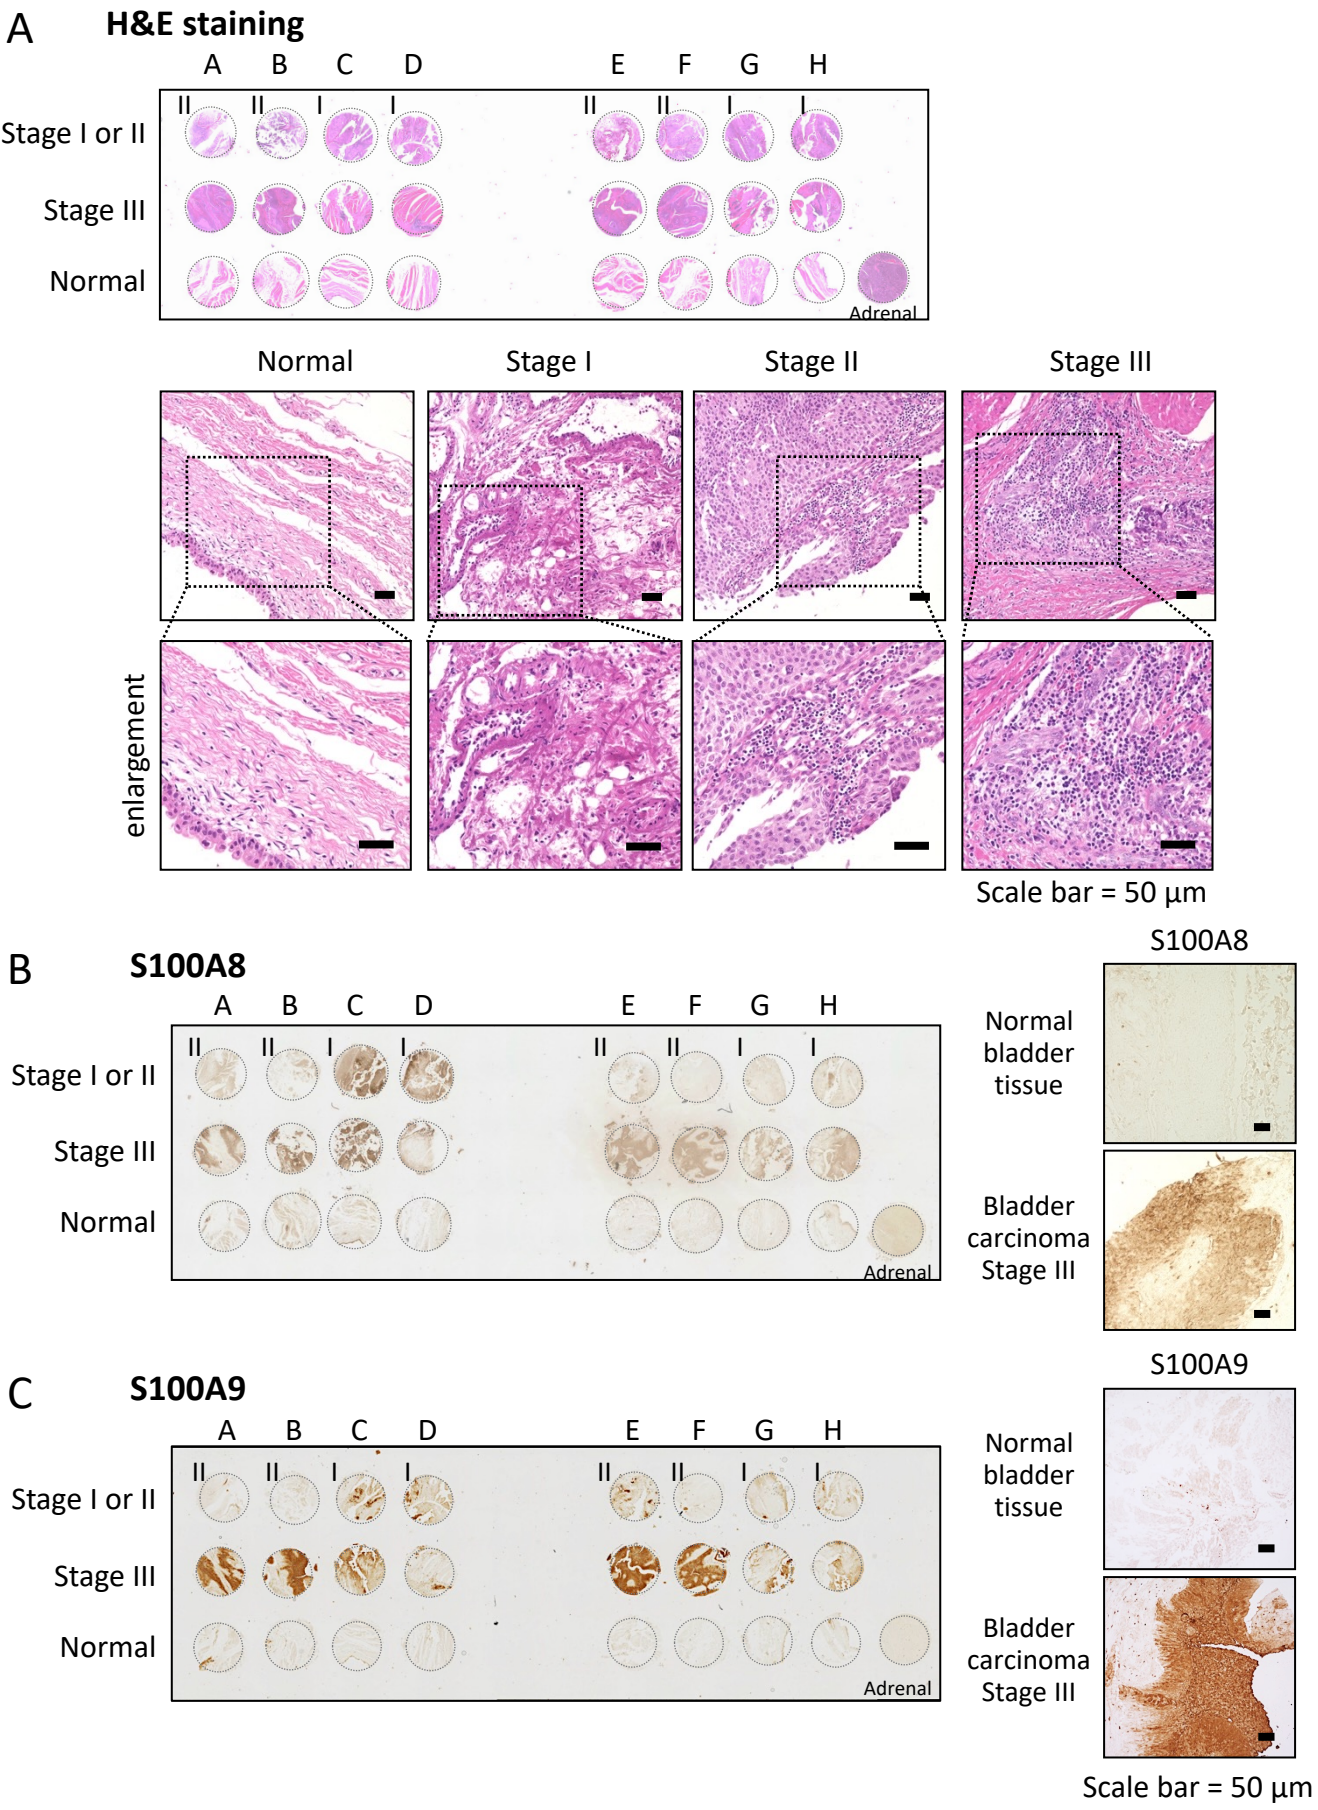 A H&E staining
A B C D E F G H
II II I I II II I I
Stage I or II
Stage III
Normal
Adrenal
Normal Stage I Stage II Stage III
enlargement
Scale bar = 50 µm
B S100A8
A B C D E F G H
II II I I II II I I
Stage I or II
Stage III
Normal
Adrenal
S100A8
Normal
bladder
tissue
Bladder
carcinoma
Stage III
C S100A9
A B C D E F G H
II II I I II II I I
Stage I or II
Stage III
Normal
Adrenal
S100A9
Normal
bladder
tissue
Bladder
carcinoma
Stage III
Scale bar = 50 µm